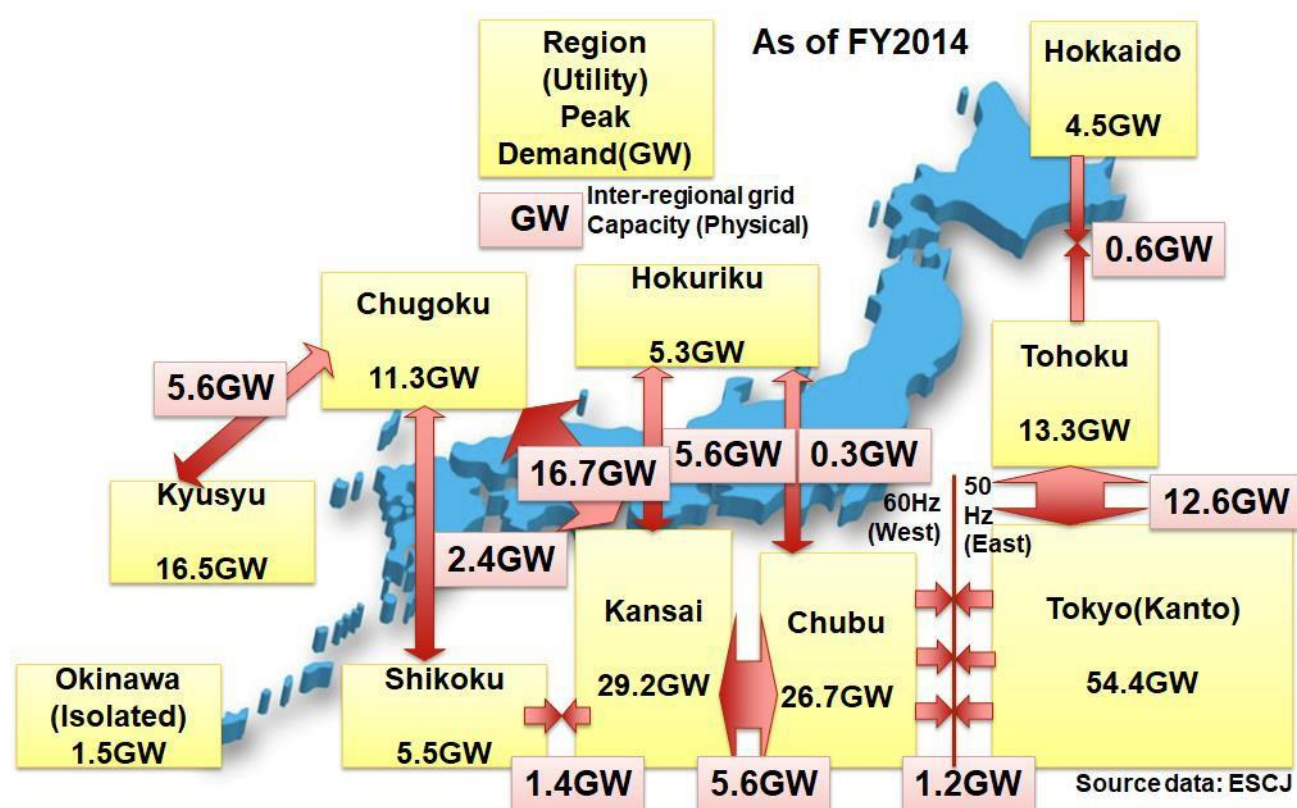 Region
(Utility)
Peak
Demand(GW)
As of FY2014
Hokkaido
4.5GW
GW
Inter-regional grid
Capacity (Physical)
0.6GW
Hokuriku
5.3GW
Chugoku
11.3GW
Tohoku
13.3GW
5.6GW
16.7GW
5.6GW
0.3GW
Kyusyu
16.5GW
2.4GW
60Hz
(West)
50
Hz
(East)
12.6GW
Kansai
29.2GW
Chubu
26.7GW
Tokyo(Kanto)
54.4GW
Okinawa
(Isolated)
1.5GW
Shikoku
5.5GW
1.4GW
5.6GW
1.2GW
Source data: ESCJ